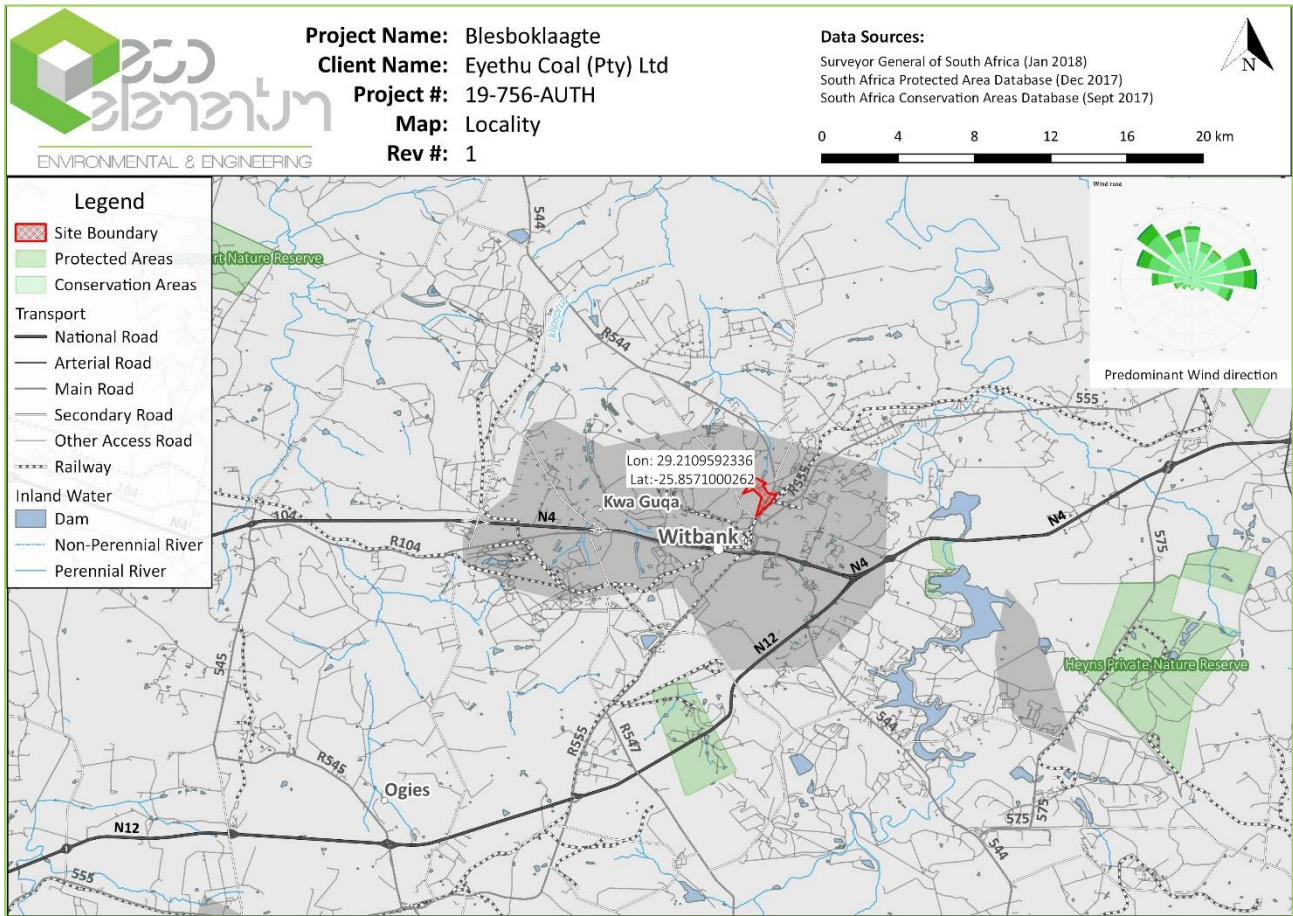 eco
elementum
ENVIRONMENTAL & ENGINEERING
Project Name: Blesboklaagte
Client Name: Eyethu Coal (Pty) Ltd
Project #: 19-756-AUTH
Map: Locality
Rev #: 1
Data Sources:
Surveyor General of South Africa (Jan 2018)
South Africa Protected Area Database (Dec 2017)
South Africa Conservation Areas Database (Sept 2017)
N
0 4 8 12 16 20 km
Legend
Site Boundary
Protected Areas
Conservation Areas
Transport
National Road
Arterial Road
Main Road
Secondary Road
Other Access Road
Railway
Inland Water
Dam
Non-Perennial River
Perennial River
Wind rose
Predominant Wind direction
544
rt Nature Reserve
Klipspruit
R544
555
Lon: 29.2109592336
Lat:-25.8571000262
R555
Kwa Guqa
Witbank
104
N4
104
N4
R104
N4
N4
575
N12
545
Heyns Private Nature Reserve
R555
R547
544
R545
Ogies
N12
575
575
544
555